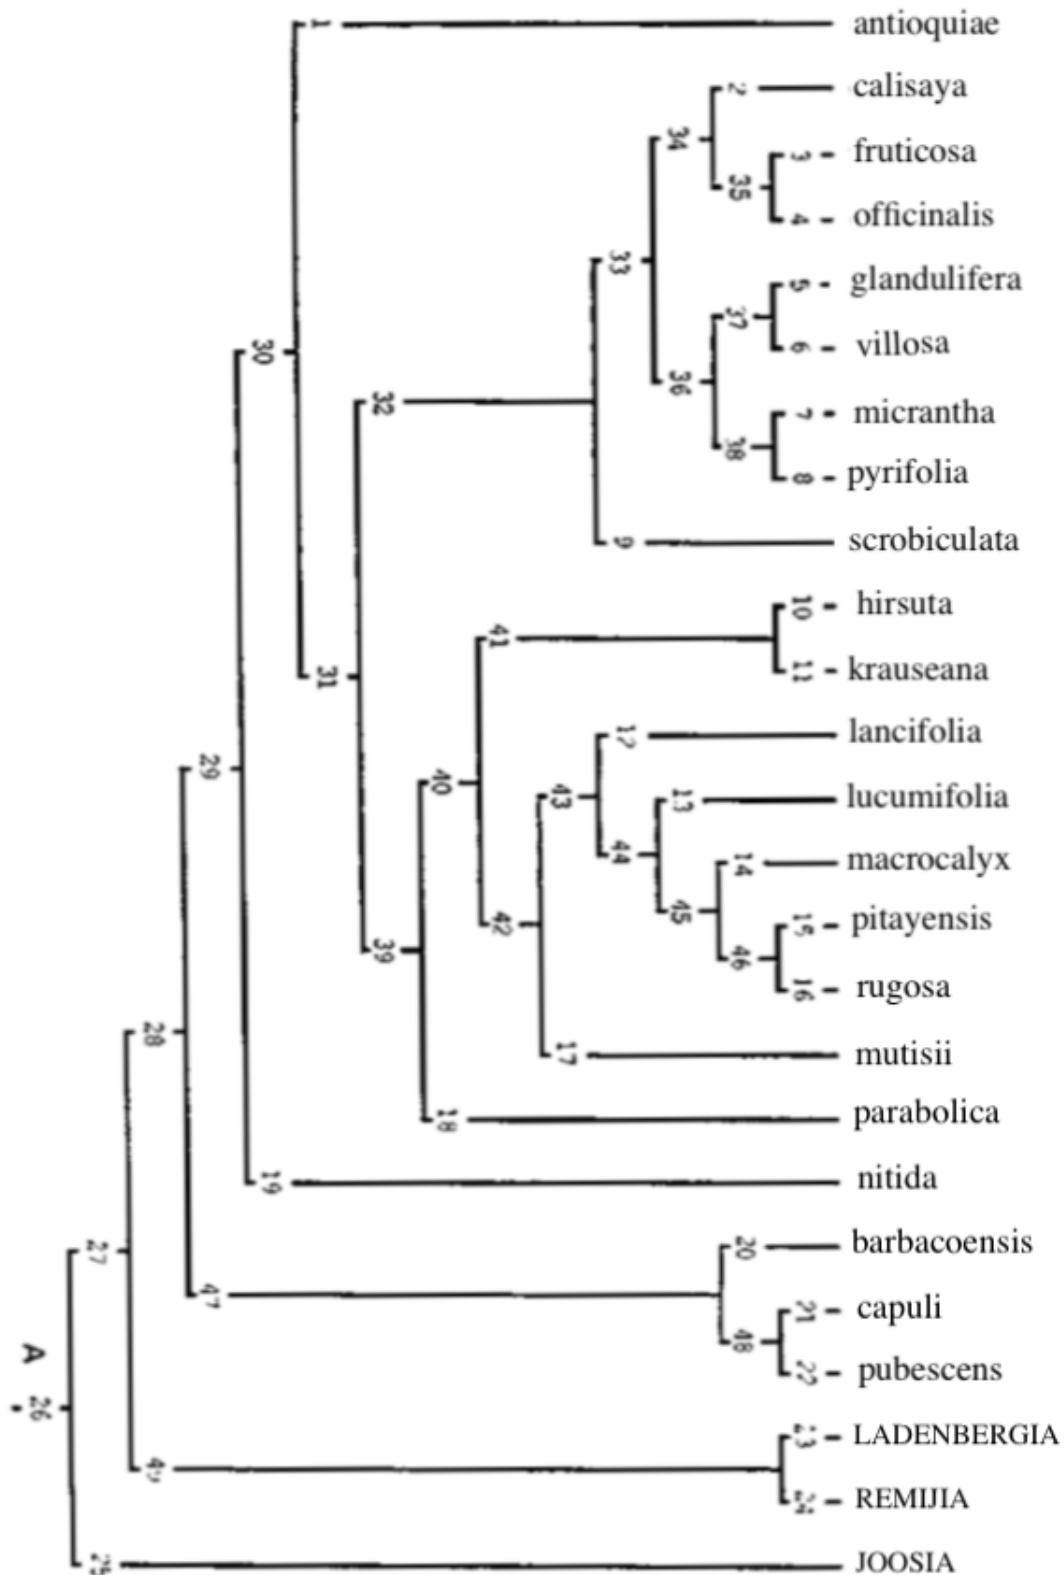 1 antioquiae
2 calisaya
34
3 fruticosa
35
4 officinalis
33
5 glandulifera
37
6 villosa
30
36
32
7 micrantha
38
8 pyrifolia
9 scrobiculata
10 hirsuta
41
11 krauseana
31
12 lancifolia
29
40
43
13 lucumifolia
44
14 macrocalyx
45
15 pitayensis
42
39
46
16 rugosa
28
17 mutisii
18 parabolica
19 nitida
27
20 barbacoensis
47
21 capuli
48
A
22 pubescens
26
23 LADENBERGIA
49
24 REMIJIA
25 JOOSIA